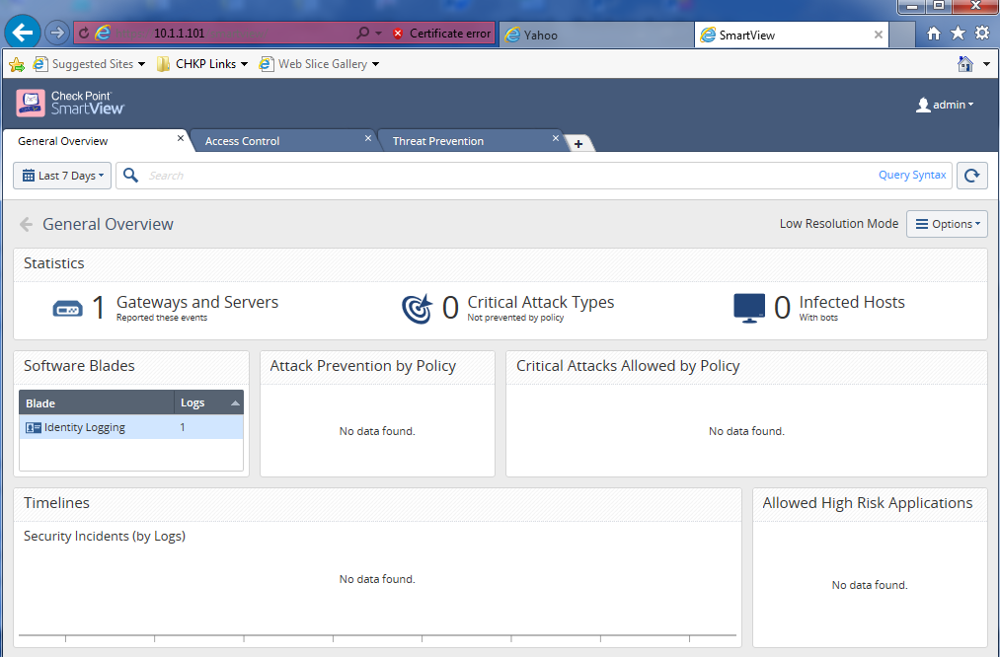 10.1.1.101
Certificate error
Yahoo
SmartView
Suggested Sites
CHKP Links
Web Slice Gallery
Check Point
SmartView
admin
General Overview
Access Control
Threat Prevention
+
Last 7 Days
Search
Query Syntax
General Overview
Low Resolution Mode
Options
Statistics
1
Gateways and Servers
Reported these events
0
Critical Attack Types
Not prevented by policy
0
Infected Hosts
With bots
Software Blades
Blade
Logs
Identity Logging
1
Attack Prevention by Policy
No data found.
Critical Attacks Allowed by Policy
No data found.
Timelines
Security Incidents (by Logs)
No data found.
Allowed High Risk Applications
No data found.